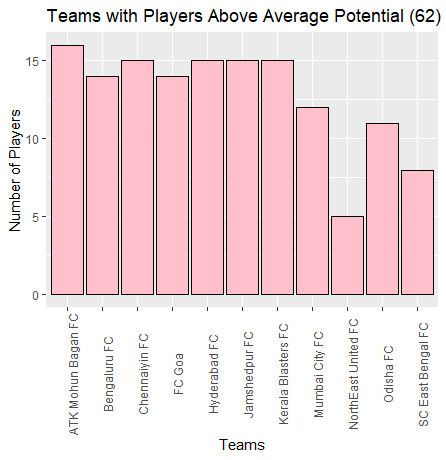 Teams with Players Above Average Potential (62)
Number of Players
15
10
5
0
ATK Mohun Bagan FC
Bengaluru FC
Chennaiyin FC
FC Goa
Hyderabad FC
Jamshedpur FC
Kerala Blasters FC
Mumbai City FC
NorthEast United FC
Odisha FC
SC East Bengal FC
Teams